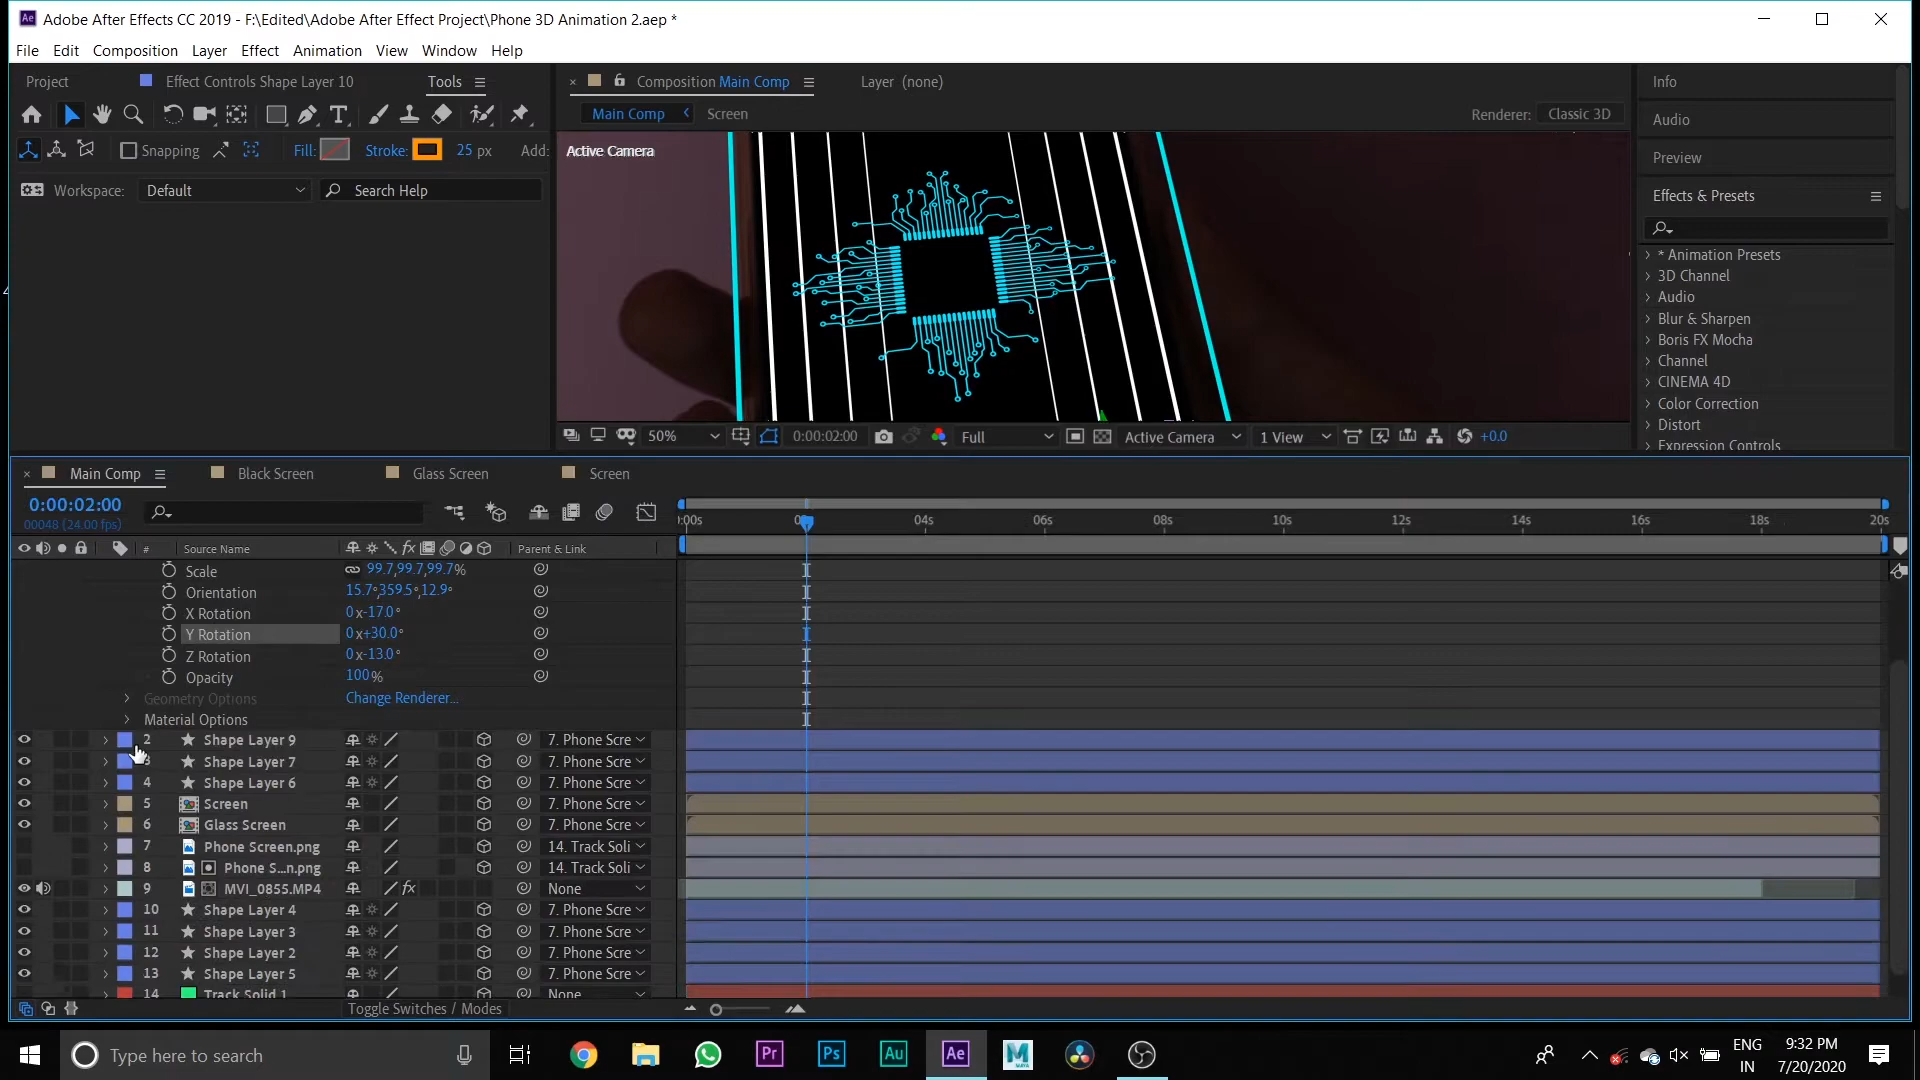 Adobe After Effects CC 2019 - F:\Edited\Adobe After Effect Project\Phone 3D Animation 2.aep *
File Edit Composition Layer Effect Animation View Window Help
Project Effect Controls Shape Layer 10 Tools
Composition Main Comp Layer (none)
Info
Main Comp Screen Renderer: Classic 3D
Audio
Snapping Fill: Stroke: 25 px Add:
Active Camera
Preview
Workspace: Default Search Help
Effects & Presets
* Animation Presets
3D Channel
Audio
Blur & Sharpen
Boris FX Mocha
Channel
CINEMA 4D
Color Correction
Distort
Expression Controls
50% 0:00:02:00 Full Active Camera 1 View +0.0
Main Comp Black Screen Glass Screen Screen
0:00:02:00
00048 (24.00 fps)
:00s 04s 06s 08s 10s 12s 14s 16s 18s 20s
# Source Name fx Parent & Link
Scale 99.7,99.7,99.7%
Orientation 15.7°,359.5°,12.9°
X Rotation 0x-17.0°
Y Rotation 0x+30.0°
Z Rotation 0x-13.0°
Opacity 100%
Geometry Options Change Renderer...
Material Options
2 Shape Layer 9 7. Phone Scre
3 Shape Layer 7 7. Phone Scre
4 Shape Layer 6 7. Phone Scre
5 Screen 7. Phone Scre
6 Glass Screen 7. Phone Scre
7 Phone Screen.png 14. Track Soli
8 Phone S...n.png 14. Track Soli
9 MVI_0855.MP4 fx None
10 Shape Layer 4 7. Phone Scre
11 Shape Layer 3 7. Phone Scre
12 Shape Layer 2 7. Phone Scre
13 Shape Layer 5 7. Phone Scre
14 Track Solid 1 None
Toggle Switches / Modes
Type here to search
Pr Ps Au Ae
ENG
IN
9:32 PM
7/20/2020